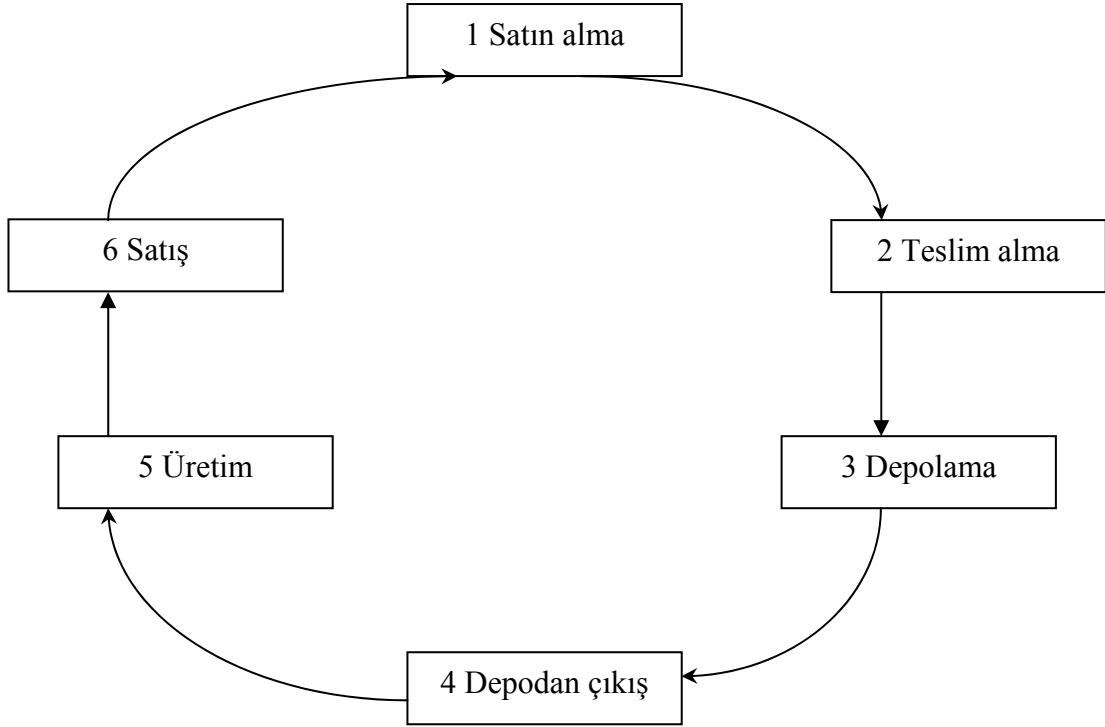 1 Satın alma
6 Satış
2 Teslim alma
5 Üretim
3 Depolama
4 Depodan çıkış